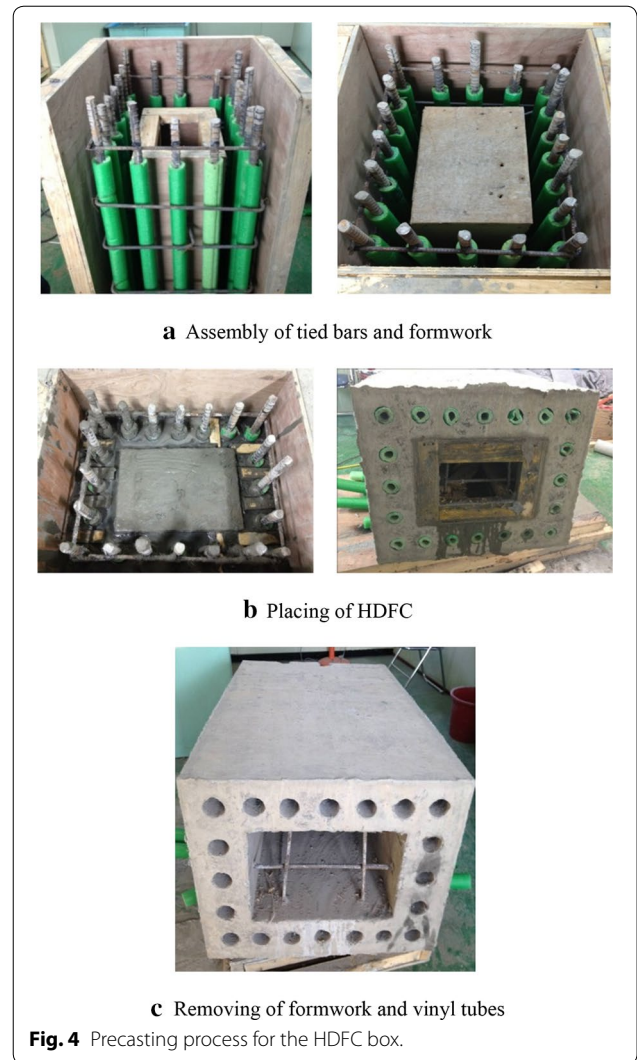 a Assembly of tied bars and formwork
b Placing of HDFC
c Removing of formwork and vinyl tubes
Fig. 4 Precasting process for the HDFC box.